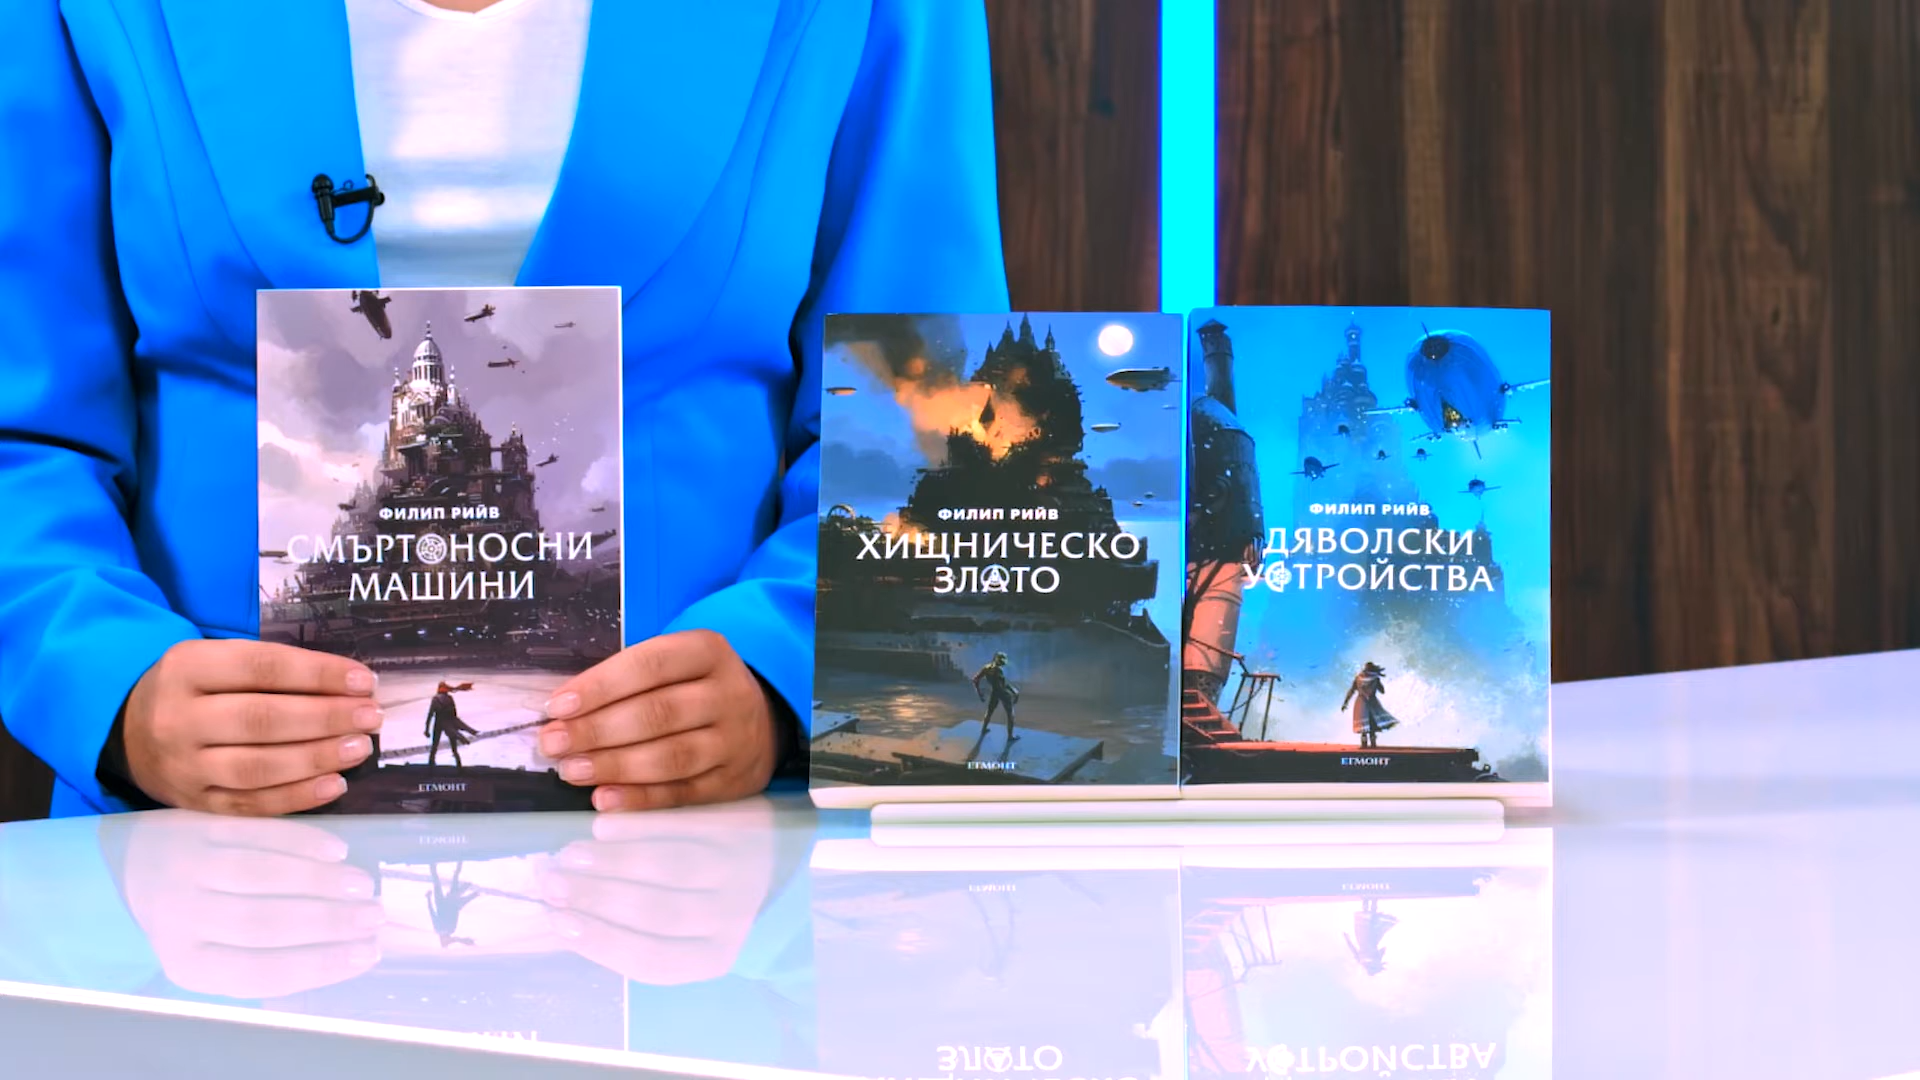 ФИЛИП РИЙВ
СМЪРТОНОСНИ
МАШИНИ
ЕГМОНТ
ФИЛИП РИЙВ
ХИЩНИЧЕСКО
ЗЛАТО
ЕГМОНТ
ФИЛИП РИЙВ
ДЯВОЛСКИ
УСТРОЙСТВА
ЕГМОНТ